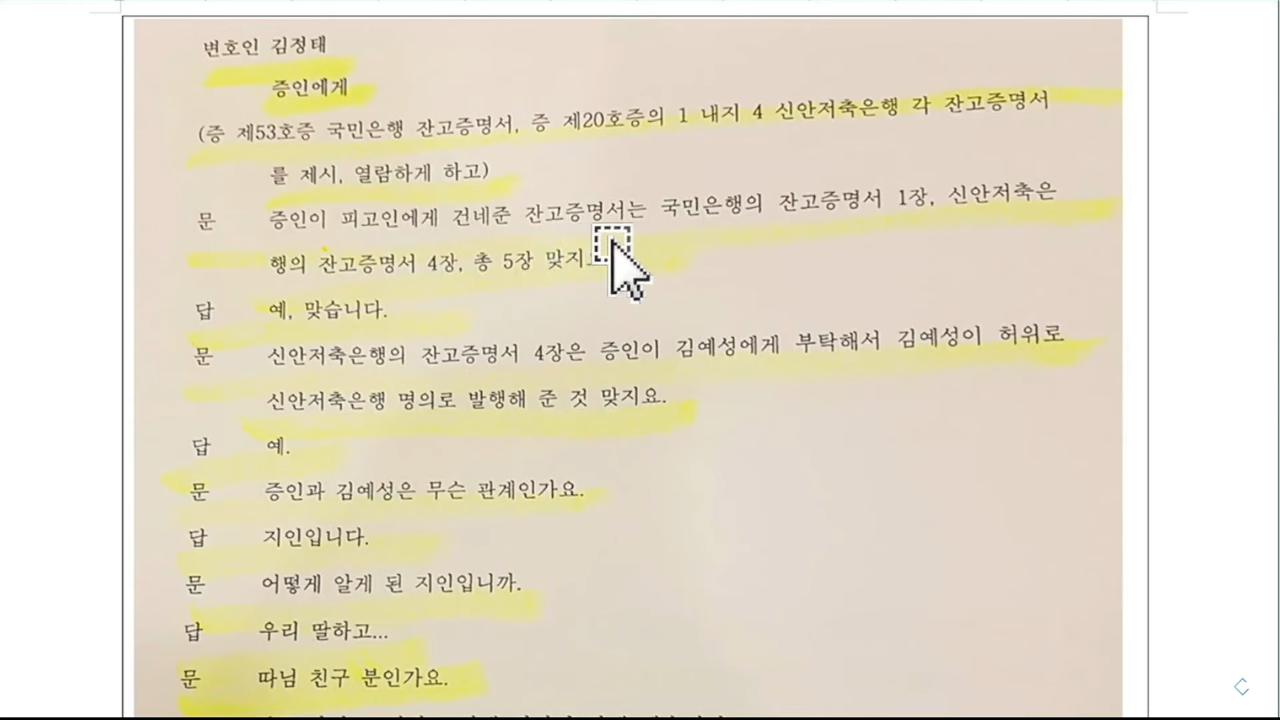 변호인 김정태
증인에게
(증 제53호증 국민은행 잔고증명서, 증 제20호증의 1 내지 4 신안저축은행 각 잔고증명서
를 제시, 열람하게 하고)
문 증인이 피고인에게 건네준 잔고증명서는 국민은행의 잔고증명서 1장, 신안저축은
행의 잔고증명서 4장, 총 5장 맞지
답 예, 맞습니다.
문 신안저축은행의 잔고증명서 4장은 증인이 김예성에게 부탁해서 김예성이 허위로
신안저축은행 명의로 발행해 준 것 맞지요.
답 예.
문 증인과 김예성은 무슨 관계인가요.
답 지인입니다.
문 어떻게 알게 된 지인입니까.
답 우리 딸하고...
문 따님 친구 분인가요.